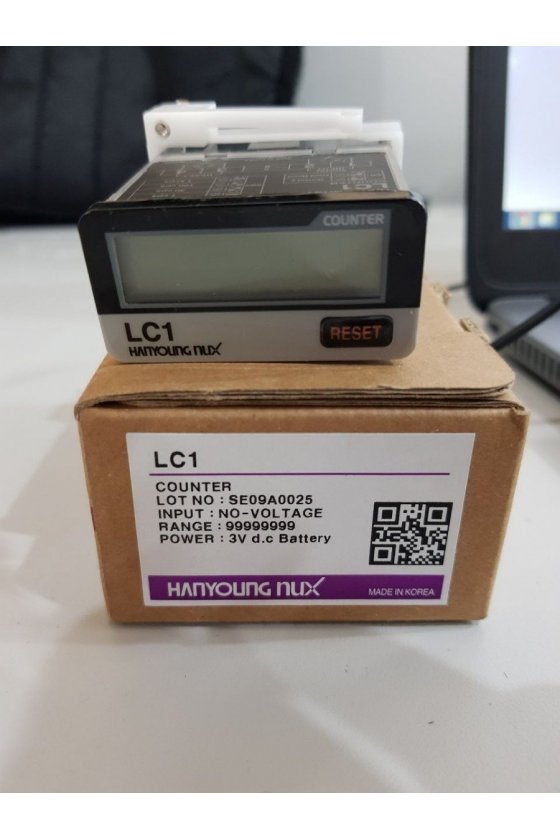 COUNTER
LC1
RESET
HANYOUNG NUX
LC1
COUNTER
LOT NO : SE09A0025
INPUT : NO-VOLTAGE
RANGE : 99999999
POWER : 3V d.c Battery
HANYOUNG NUX
MADE IN KOREA